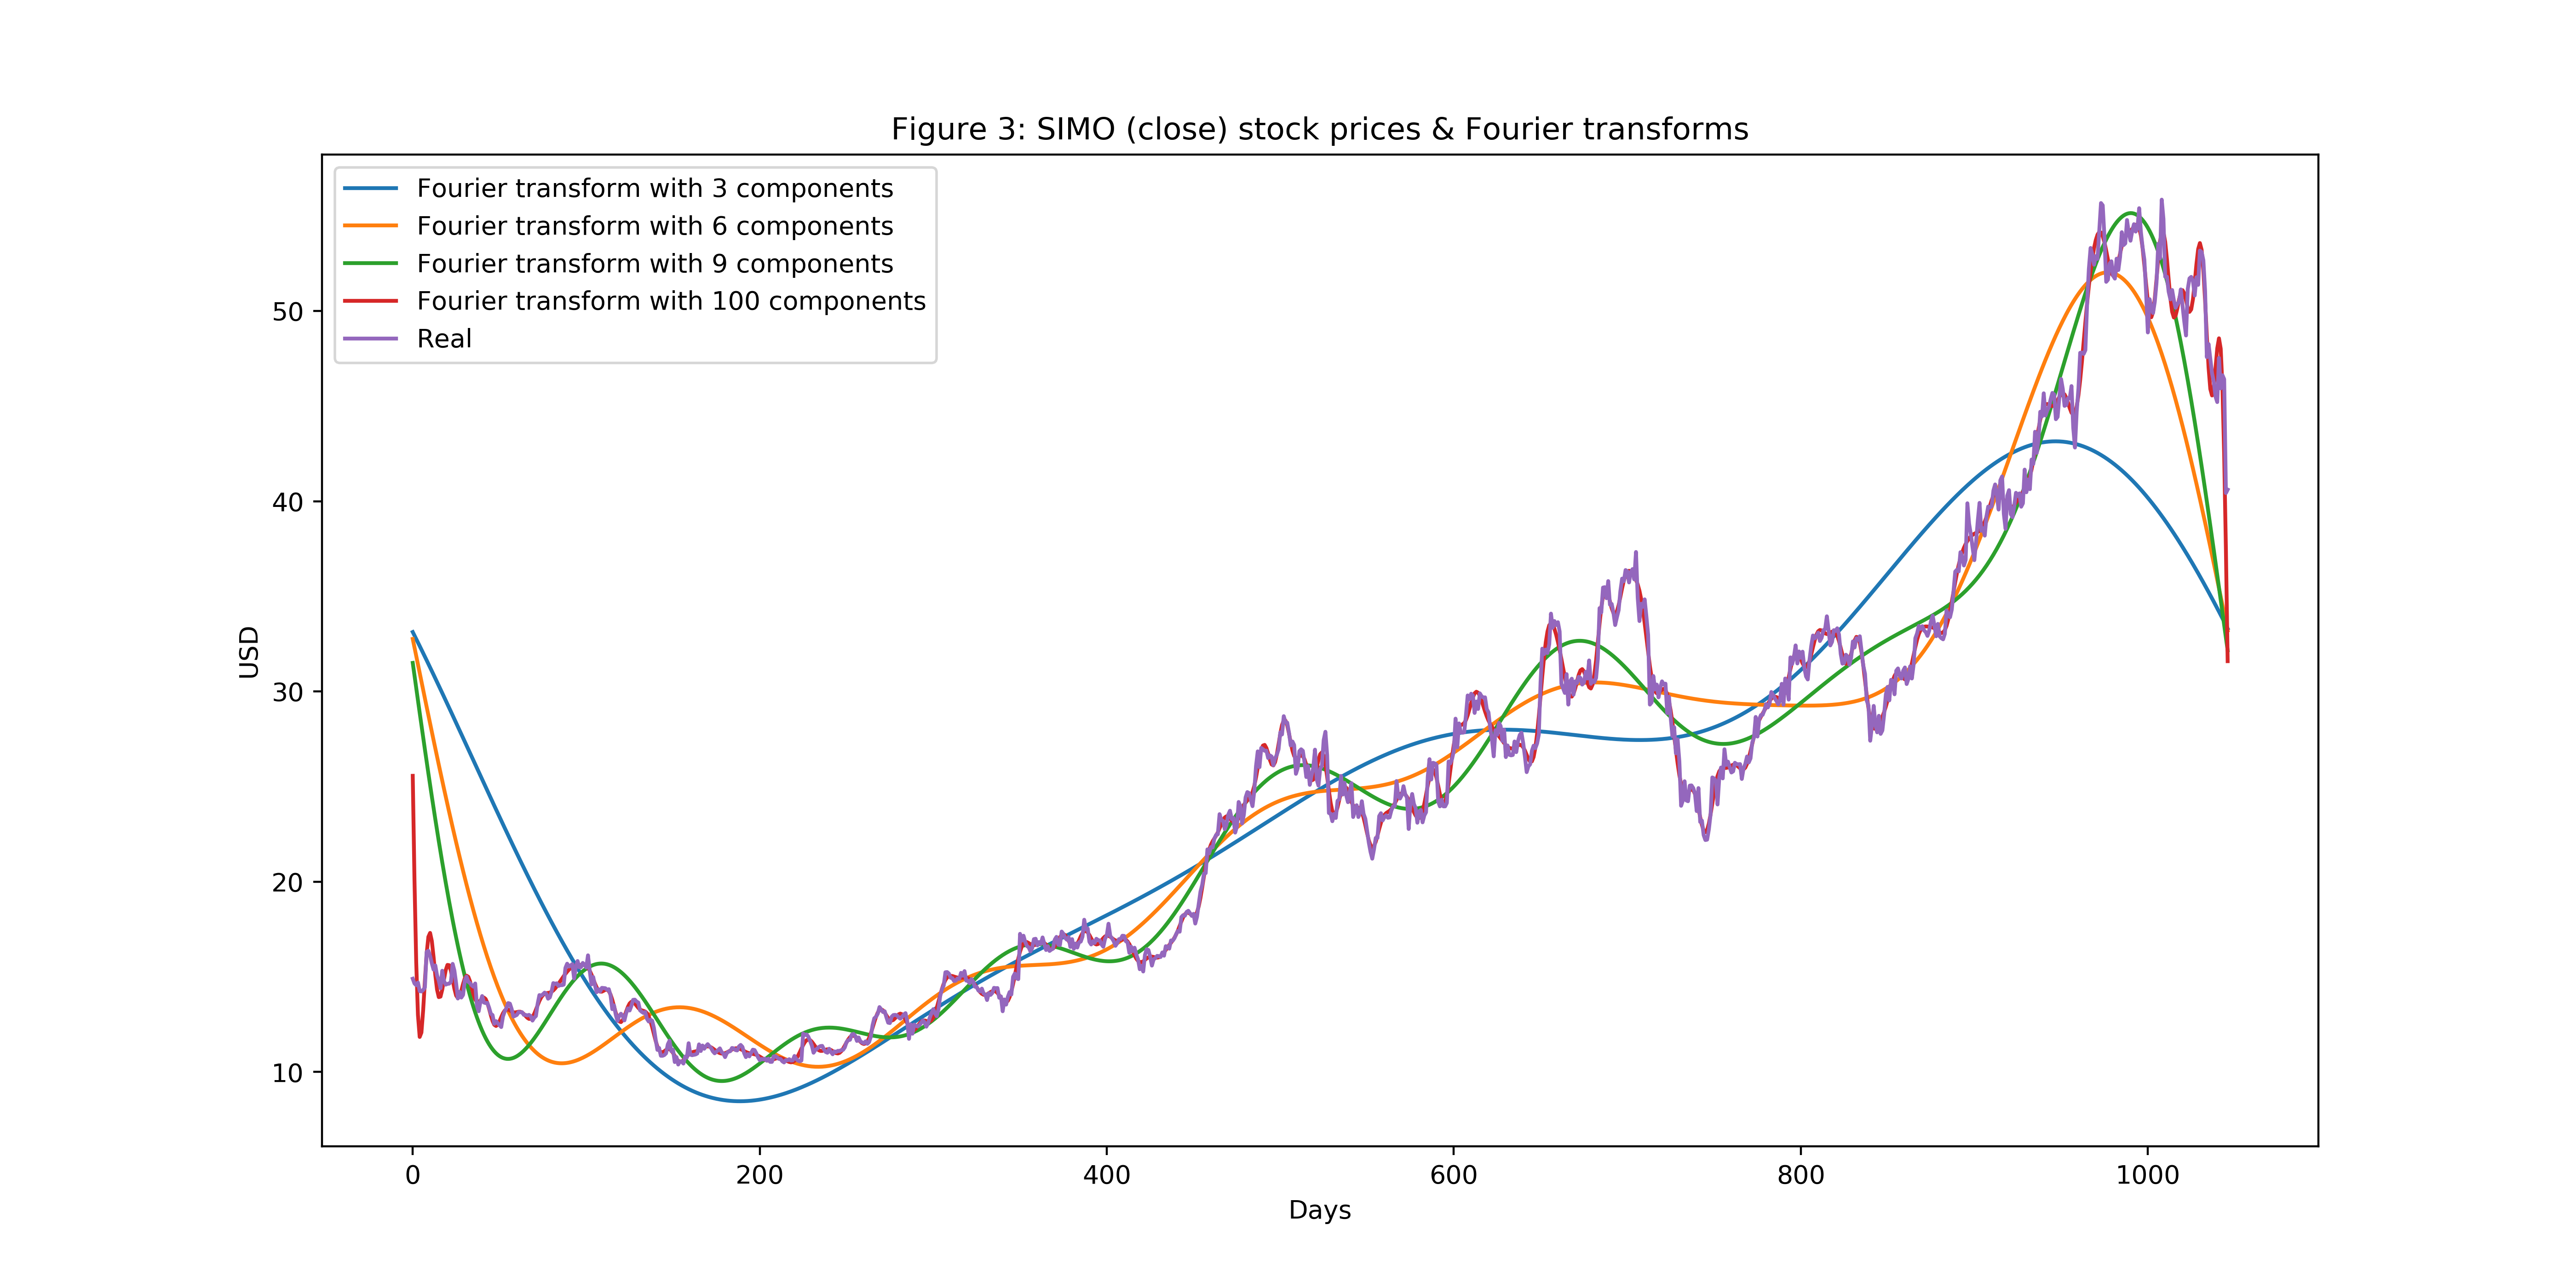 Figure 3: SIMO (close) stock prices & Fourier transforms
Fourier transform with 3 components
Fourier transform with 6 components
Fourier transform with 9 components
Fourier transform with 100 components
Real
50
40
30
20
10
USD
0 200 400 600 800 1000
Days